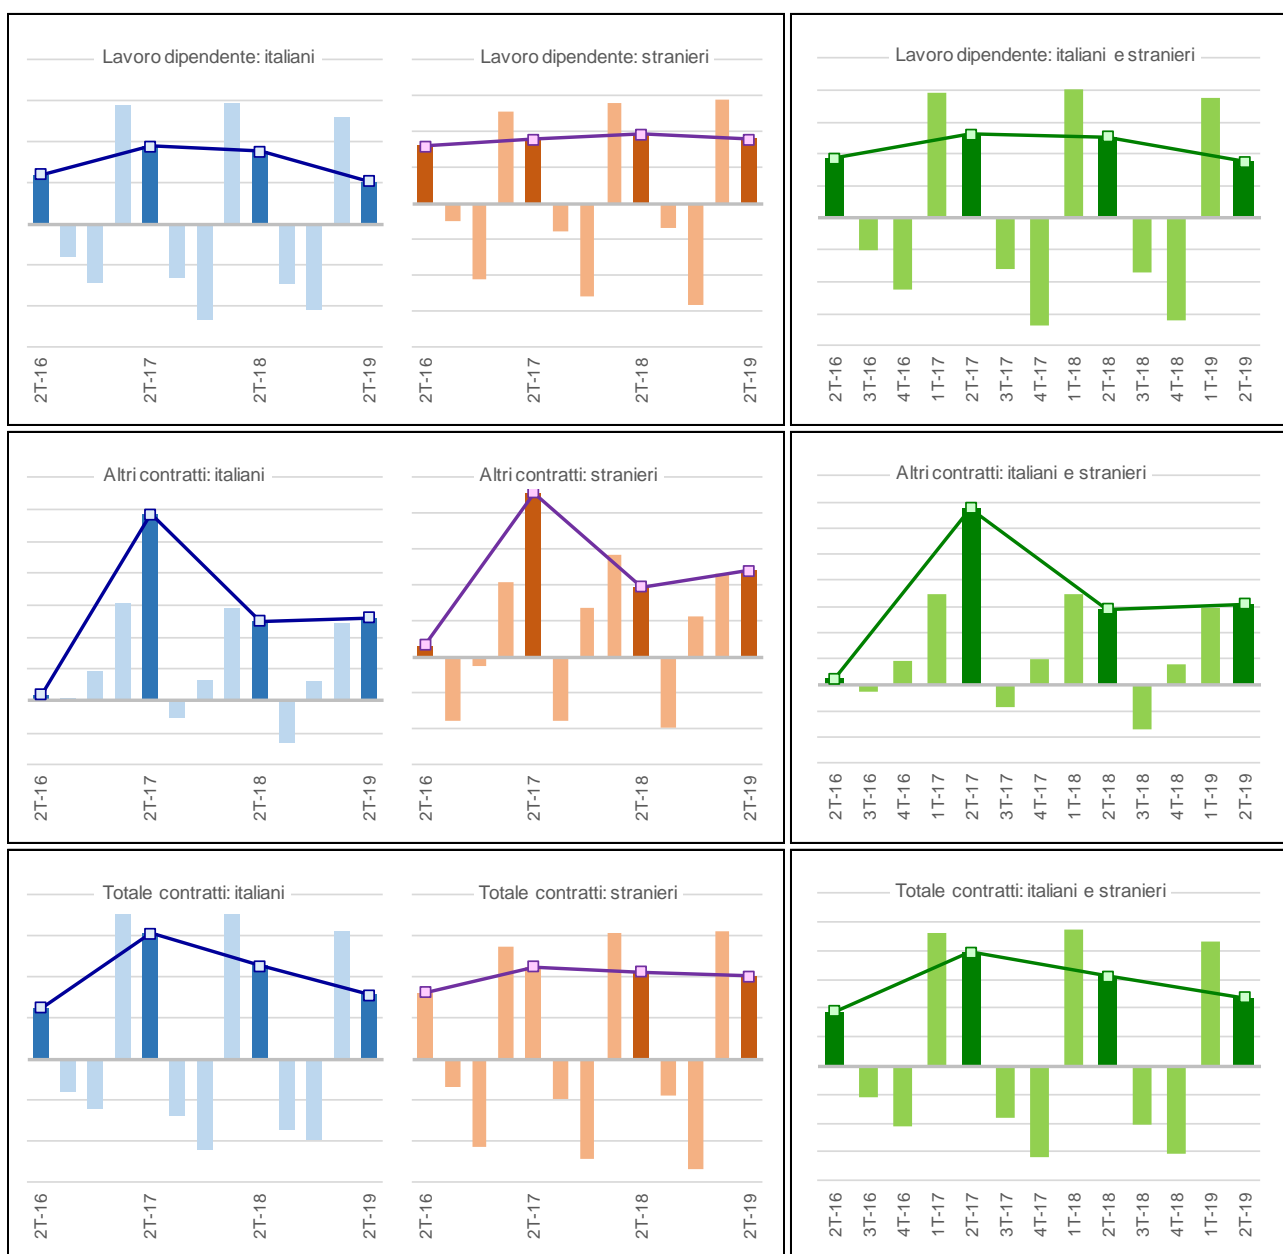 Lavoro dipendente: italiani
Lavoro dipendente: stranieri
Lavoro dipendente: italiani e stranieri
2T-16
2T-17
2T-18
2T-19
2T-16
2T-17
2T-18
2T-19
2T-16
3T-16
4T-16
1T-17
2T-17
3T-17
4T-17
1T-18
2T-18
3T-18
4T-18
1T-19
2T-19
Altri contratti: italiani
Altri contratti: stranieri
Altri contratti: italiani e stranieri
2T-16
2T-17
2T-18
2T-19
2T-16
2T-17
2T-18
2T-19
2T-16
3T-16
4T-16
1T-17
2T-17
3T-17
4T-17
1T-18
2T-18
3T-18
4T-18
1T-19
2T-19
Totale contratti: italiani
Totale contratti: stranieri
Totale contratti: italiani e stranieri
2T-16
2T-17
2T-18
2T-19
2T-16
2T-17
2T-18
2T-19
2T-16
3T-16
4T-16
1T-17
2T-17
3T-17
4T-17
1T-18
2T-18
3T-18
4T-18
1T-19
2T-19